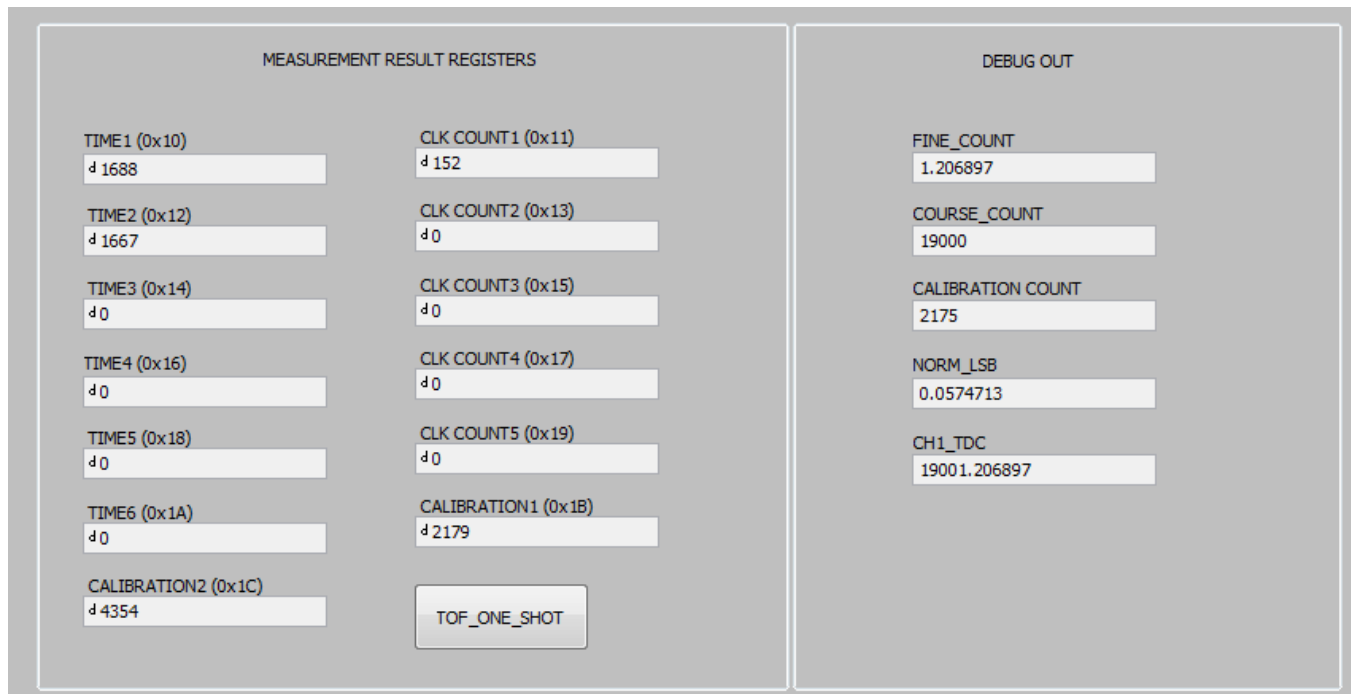 MEASUREMENT RESULT REGISTERS
TIME1 (0x10)
d 1688
TIME2 (0x12)
d 1667
TIME3 (0x14)
d 0
TIME4 (0x16)
d 0
TIME5 (0x18)
d 0
TIME6 (0x1A)
d 0
CALIBRATION2 (0x1C)
d 4354
CLK COUNT1 (0x11)
d 152
CLK COUNT2 (0x13)
d 0
CLK COUNT3 (0x15)
d 0
CLK COUNT4 (0x17)
d 0
CLK COUNT5 (0x19)
d 0
CALIBRATION1 (0x1B)
d 2179
TOF_ONE_SHOT
DEBUG OUT
FINE_COUNT
1.206897
COURSE_COUNT
19000
CALIBRATION COUNT
2175
NORM_LSB
0.0574713
CH1_TDC
19001.206897